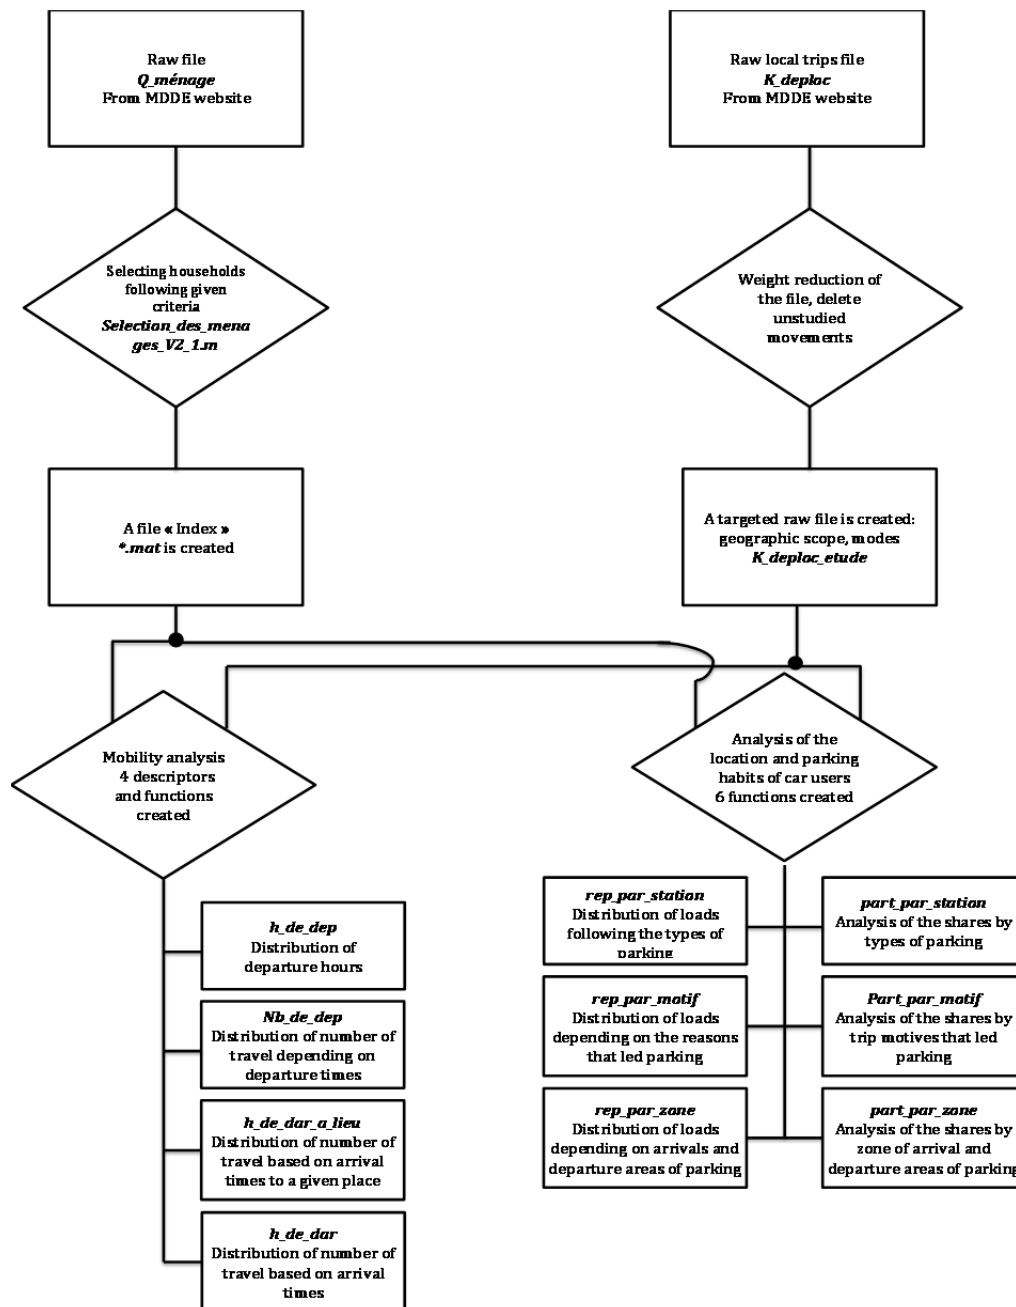 Raw file
Q_ménage
From MDDE website
Raw local trips file
K_deploc
From MDDE website
Selecting households
following given
criteria
Selection_des_mena
ges_V2_1.m
Weight reduction of
the file, delete
unstudied
movements
A file « Index »
*.mat is created
A targeted raw file is created:
geographic scope, modes
K_deploc_etude
Mobility analysis
4 descriptors
and functions
created
Analysis of the
location and parking
habits of car users
6 functions created
h_de_dep
Distribution of
departure hours
Nb_de_dep
Distribution of number of
travel depending on
departure times
h_de_dar_a_lieu
Distribution of number of
travel based on arrival
times to a given place
h_de_dar
Distribution of number of
travel based on arrival
times
rep_par_station
Distribution of loads
following the types of
parking
part_par_station
Analysis of the shares by
types of parking
rep_par_motif
Distribution of loads
depending on the reasons
that led parking
Part_par_motif
Analysis of the shares by
trip motives that led
parking
rep_par_zone
Distribution of loads
depending on arrivals and
departure areas of parking
part_par_zone
Analysis of the shares by
zone of arrival and
departure areas of parking